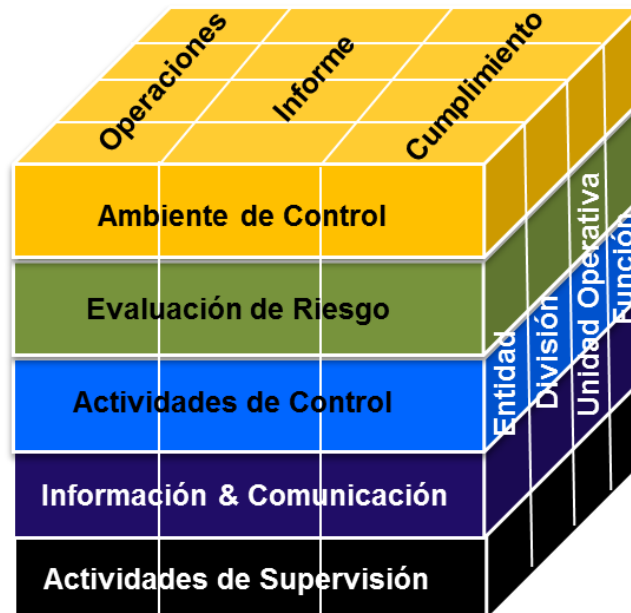 Operaciones
Informe
Cumplimiento
Ambiente de Control
Evaluación de Riesgo
Actividades de Control
Información & Comunicación
Actividades de Supervisión
Entidad
División
Unidad Operativa
Función